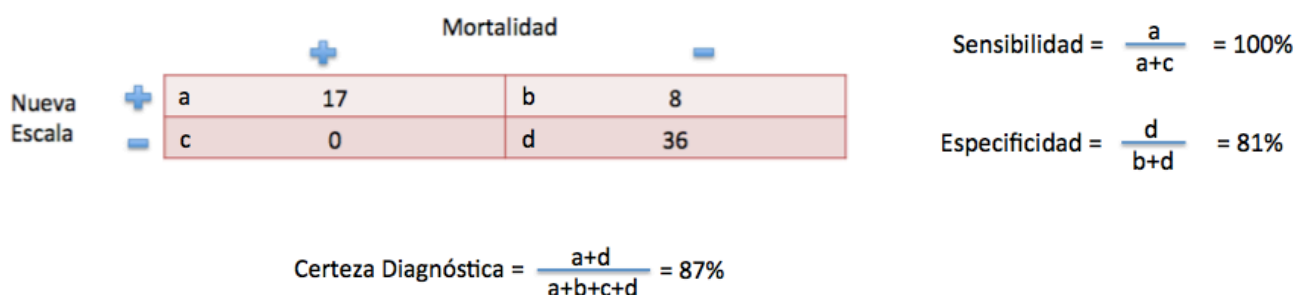 Mortalidad
Nueva
Escala
a 17 b 8
c 0 d 36
Sensibilidad = a = 100%
a+c
Especificidad = d = 81%
b+d
Certeza Diagnóstica = a+d = 87%
a+b+c+d